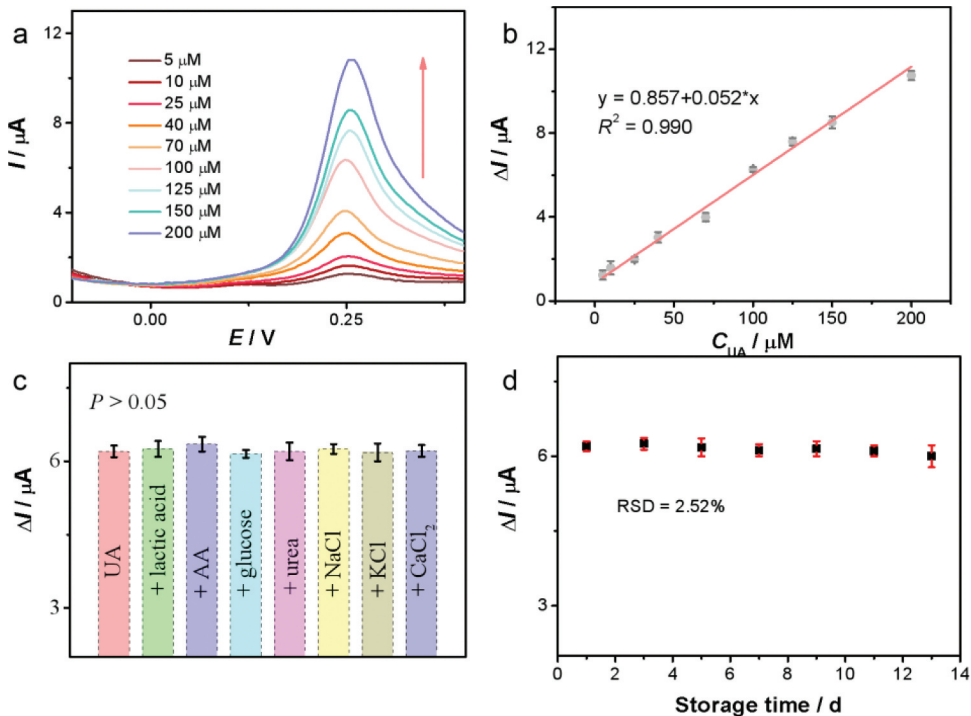 a
12
8
4
0
I / µA
5 µM
10 µM
25 µM
40 µM
70 µM
100 µM
125 µM
150 µM
200 µM
0.00
0.25
E / V
b
12
8
4
0
ΔI / µA
y = 0.857+0.052*x
R² = 0.990
0
50
100
150
200
C_UA / µM
c
P > 0.05
6
3
ΔI / µA
UA
+ lactic acid
+ AA
+ glucose
+ urea
+ NaCl
+ KCl
+ CaCl₂
d
6
3
ΔI / µA
RSD = 2.52%
0
2
4
6
8
10
12
14
Storage time / d